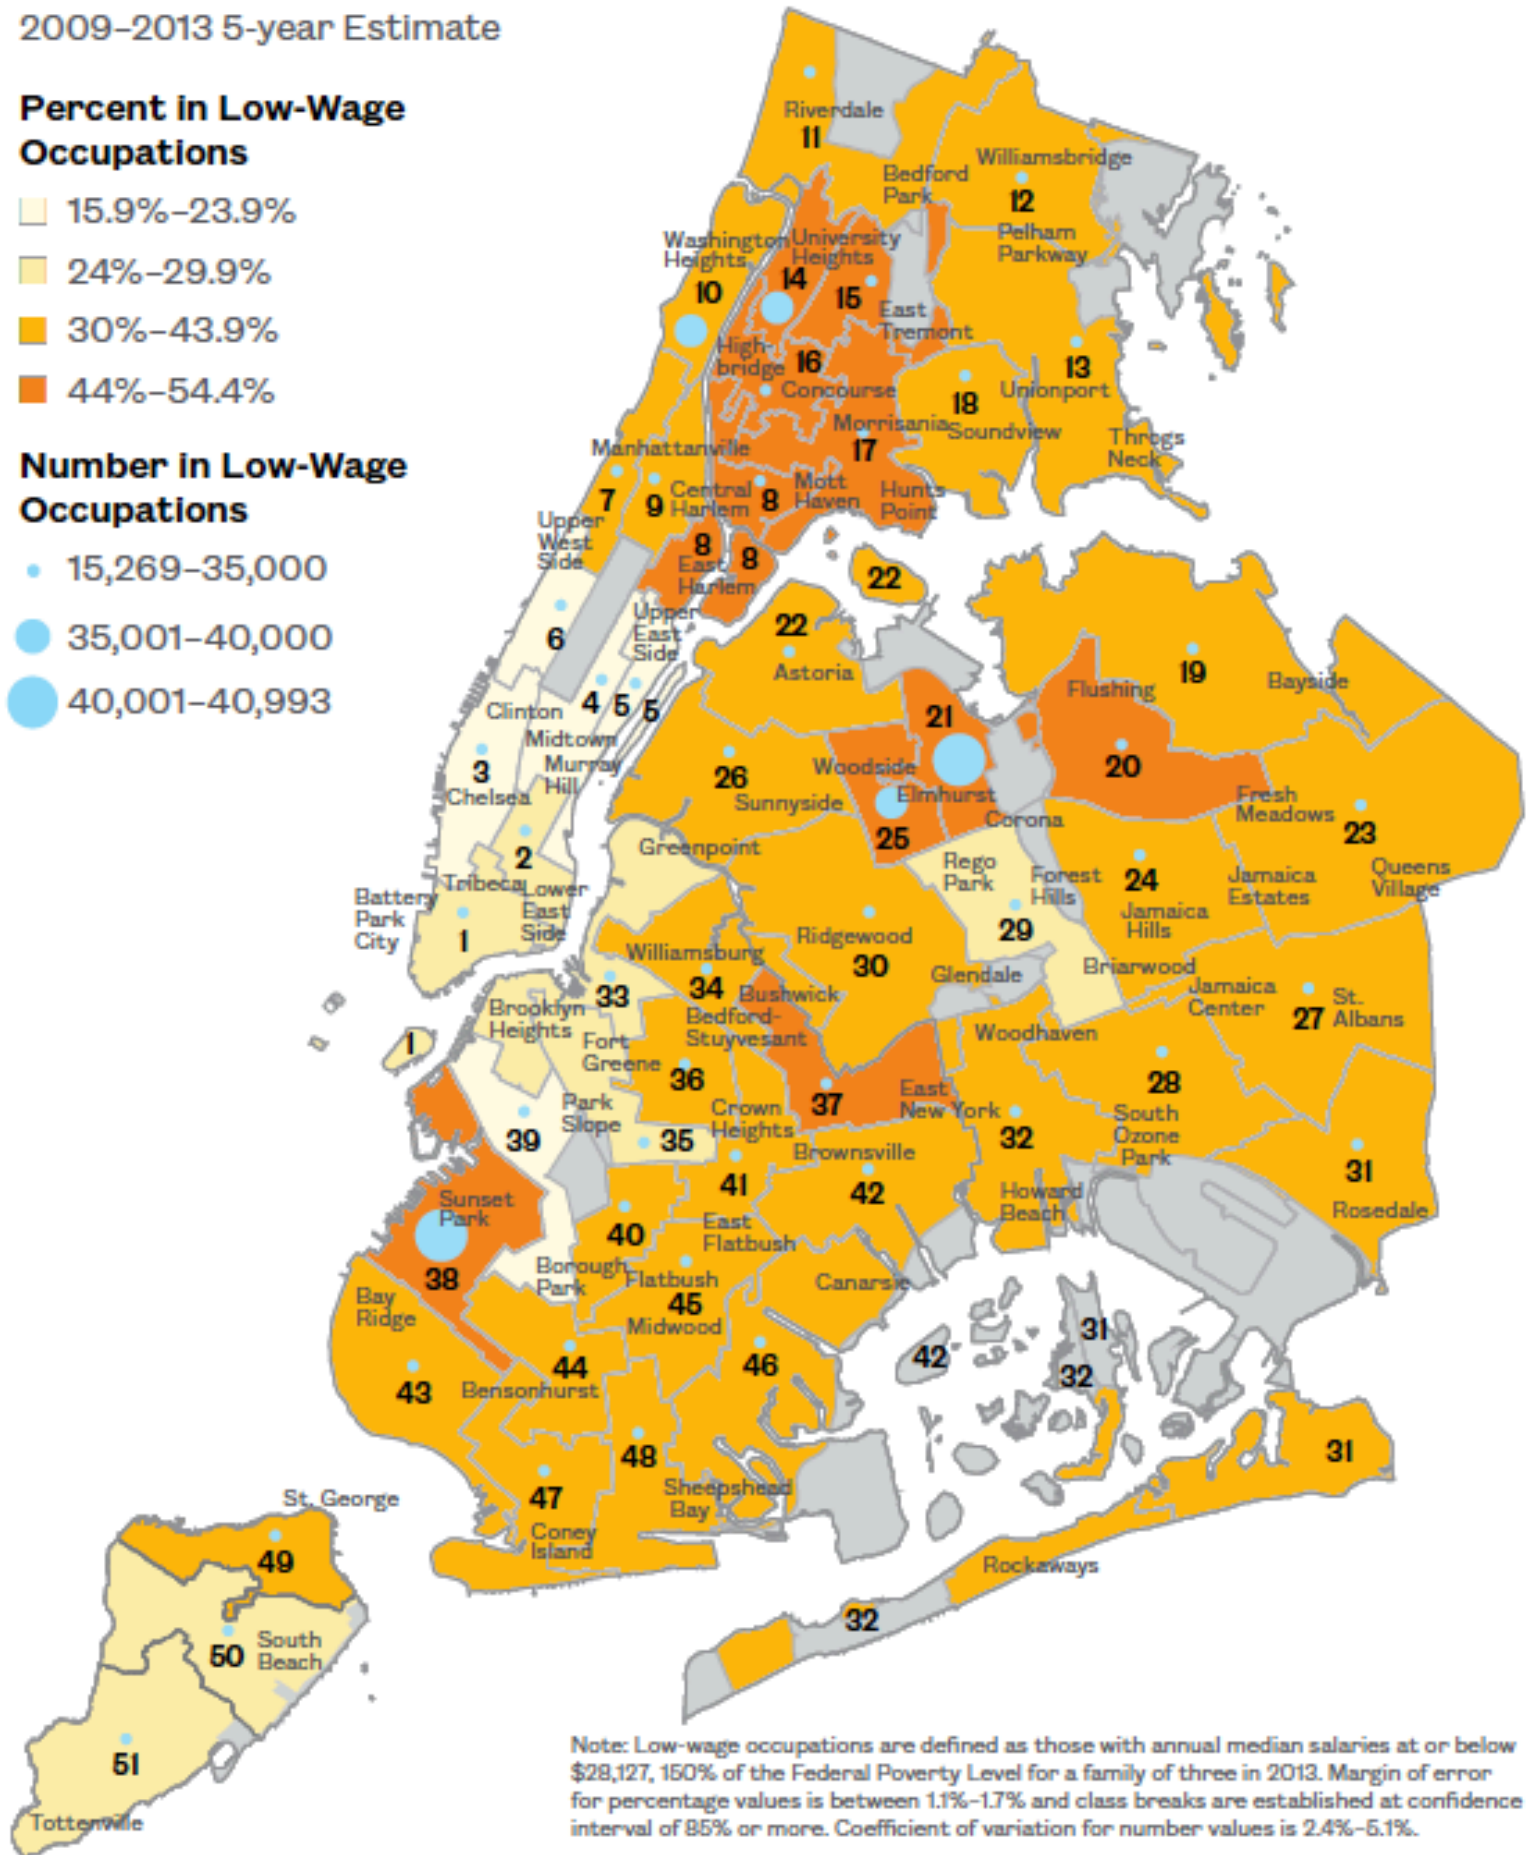 2009–2013 5-year Estimate
Percent in Low-Wage
Occupations
15.9%–23.9%
24%–29.9%
30%–43.9%
44%–54.4%
Number in Low-Wage
Occupations
15,269–35,000
35,001–40,000
40,001–40,993
Riverdale
11
Williamsbridge
Bedford
Park
12
Pelham
Parkway
Washington
Heights
10
University
Heights
14
15
East
Tremont
High-
bridge
16
Concourse
13
Unionport
18
Morrisania
Soundview
17
Throgs
Neck
Manhattanville
7
9
Central
Harlem
8
Mott
Haven
Hunts
Point
Upper
West
Side
8
East
Harlem
8
22
6
Upper
East
Side
22
Astoria
19
Flushing
Bayside
4
5
5
21
Clinton
Midtown
Murray
Hill
3
Chelsea
26
Sunnyside
Woodside
Elmhurst
20
25
Corona
Fresh
Meadows
23
2
Tribeca
Lower
East
Side
Greenpoint
Rego
Park
Forest
Hills
24
Jamaica
Hills
Jamaica
Estates
Queens
Village
Battery
Park
City
1
29
Williamsburg
Ridgewood
30
Glendale
Briarwood
Jamaica
Center
33
34
Bushwick
27
St.
Albans
Brooklyn
Heights
Bedford-
Stuyvesant
1
Fort
Greene
Woodhaven
36
28
37
East
New York
Park
Slope
Crown
Heights
South
Ozone
Park
39
35
32
Brownsville
31
41
42
Howard
Beach
Rosedale
Sunset
Park
40
East
Flatbush
38
Borough
Park
Flatbush
45
Midwood
Canarsie
Bay
Ridge
31
42
32
44
46
43
Bensonhurst
48
31
47
Sheepshead
Bay
Coney
Island
St. George
49
Rockaways
32
50
South
Beach
51
Tottenville
Note: Low-wage occupations are defined as those with annual median salaries at or below
$28,127, 150% of the Federal Poverty Level for a family of three in 2013. Margin of error
for percentage values is between 1.1%–1.7% and class breaks are established at confidence
interval of 85% or more. Coefficient of variation for number values is 2.4%–5.1%.